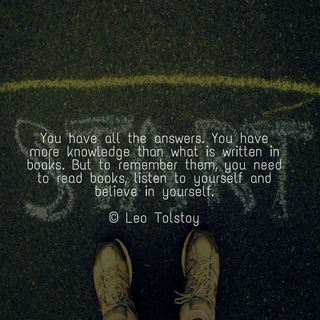 START
You have all the answers. You have
more knowledge than what is written in
books. But to remember them, you need
to read books, listen to yourself and
believe in yourself.
© Leo Tolstoy